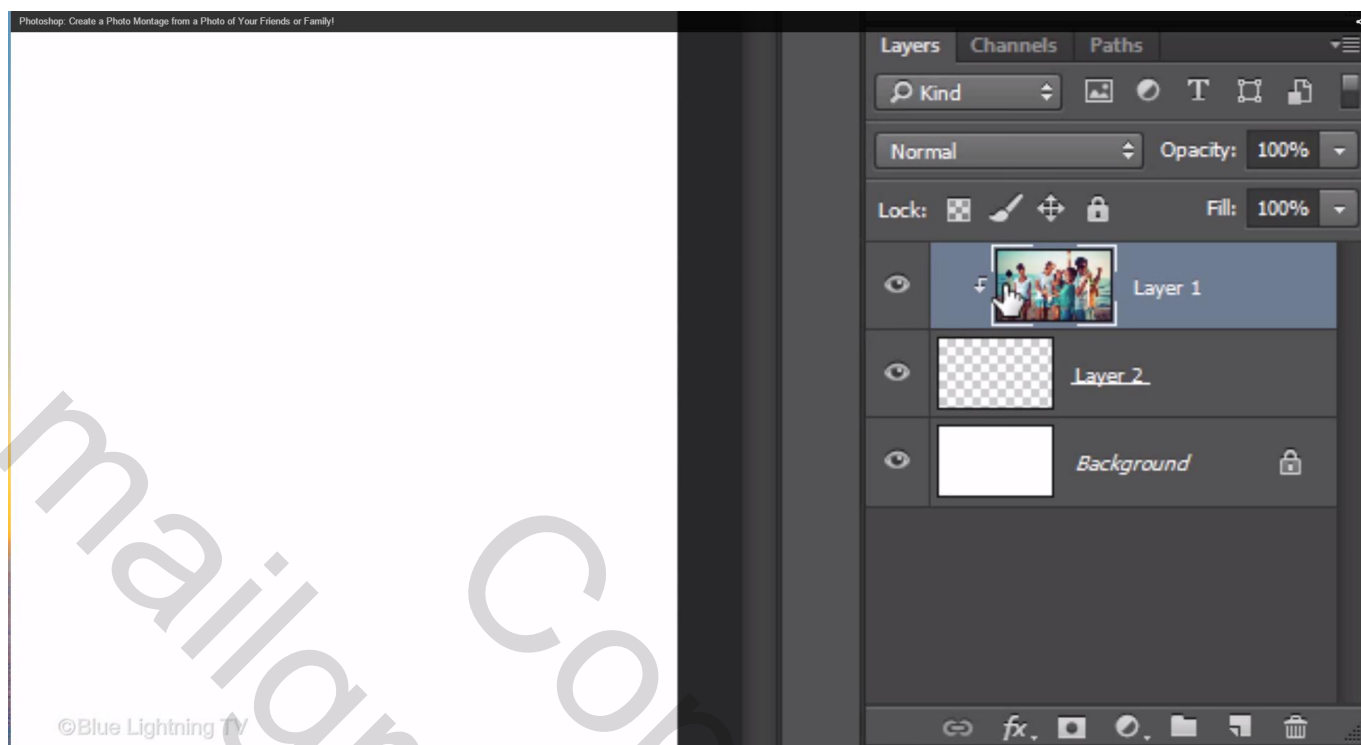 Photoshop: Create a Photo Montage from a Photo of Your Friends or Family!
Layers Channels Paths
Kind
Normal Opacity: 100%
Lock: Fill: 100%
Layer 1
Layer 2
Background
©Blue Lightning TV
fx.